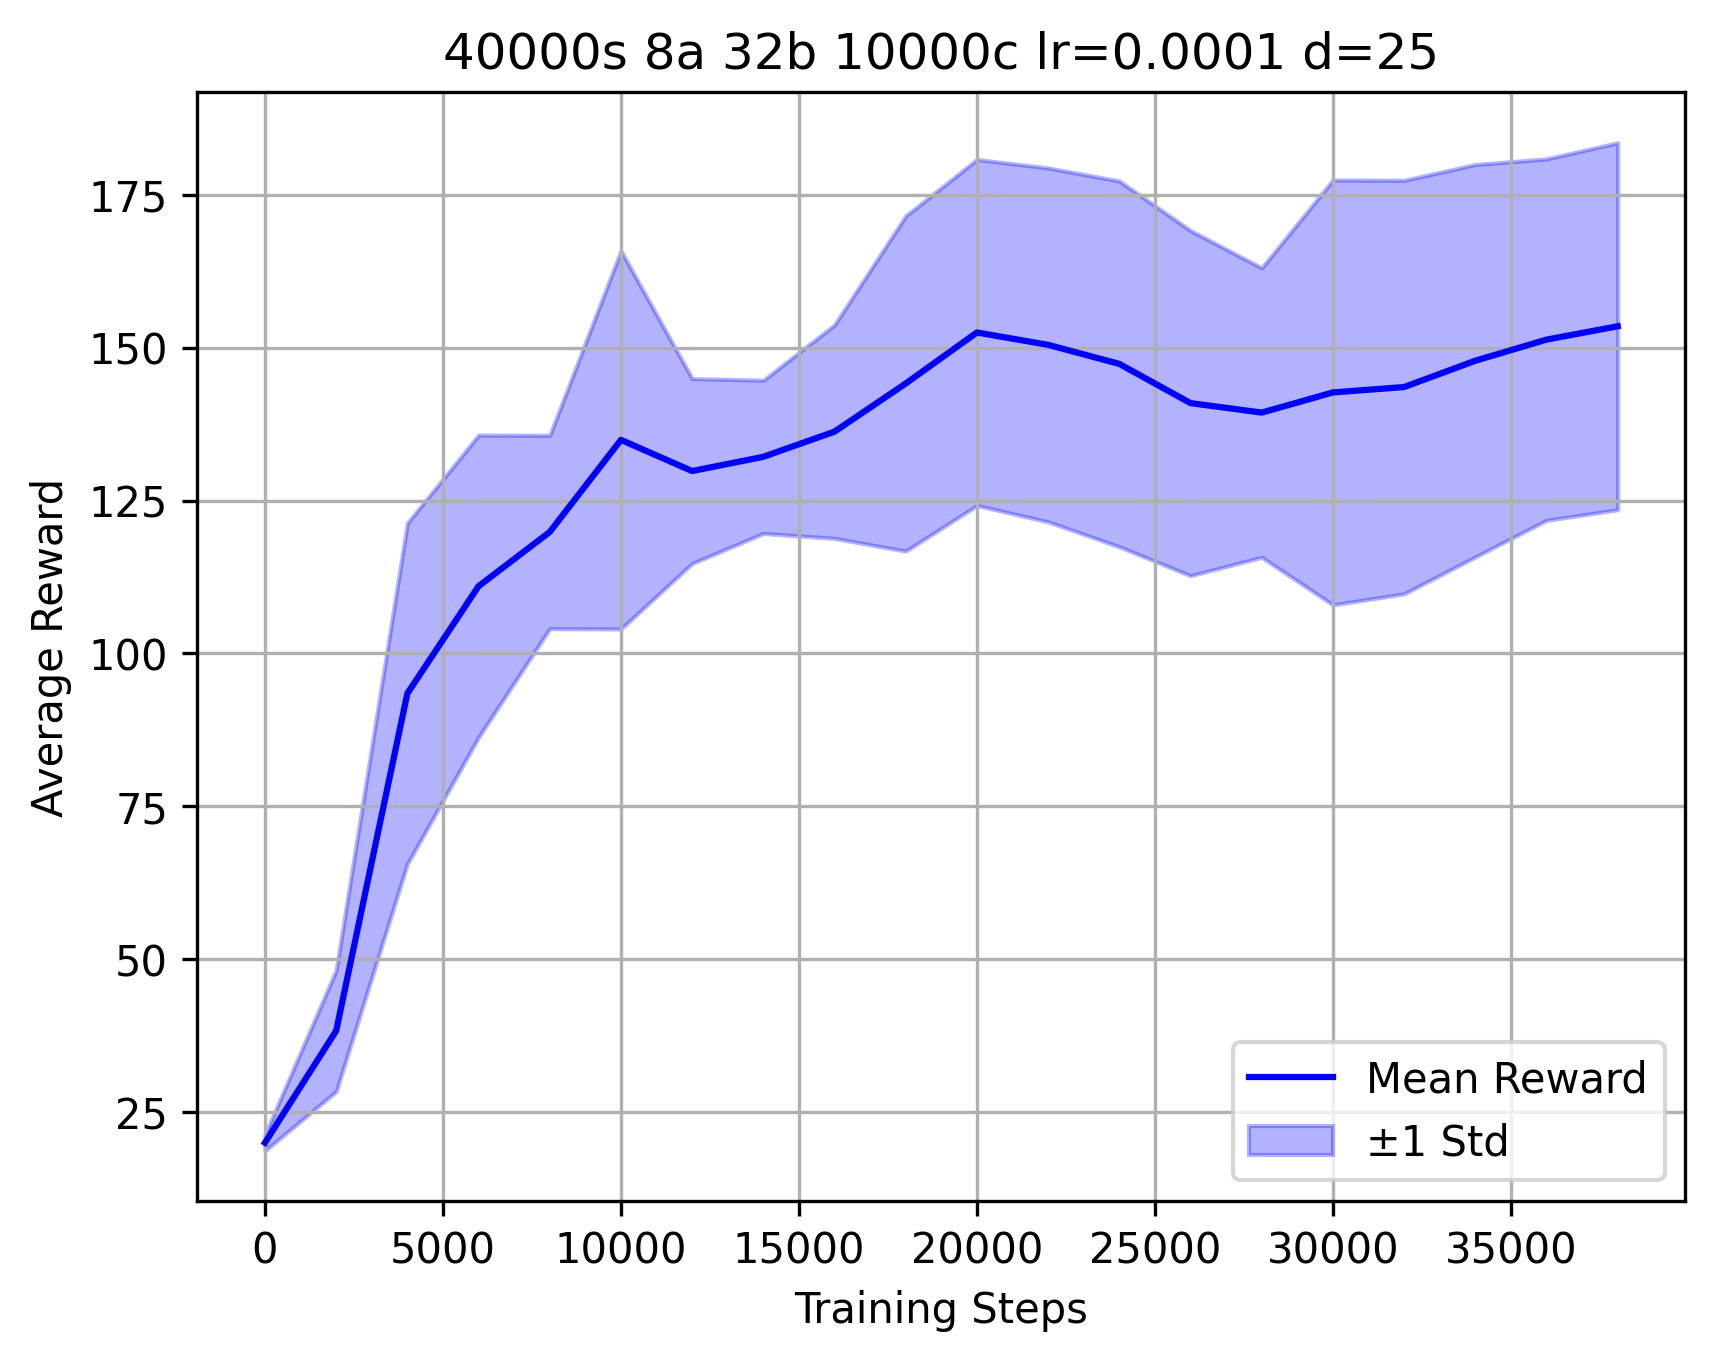 40000s 8a 32b 10000c lr=0.0001 d=25
Average Reward
175
150
125
100
75
50
25
Mean Reward
±1 Std
0 5000 10000 15000 20000 25000 30000 35000
Training Steps